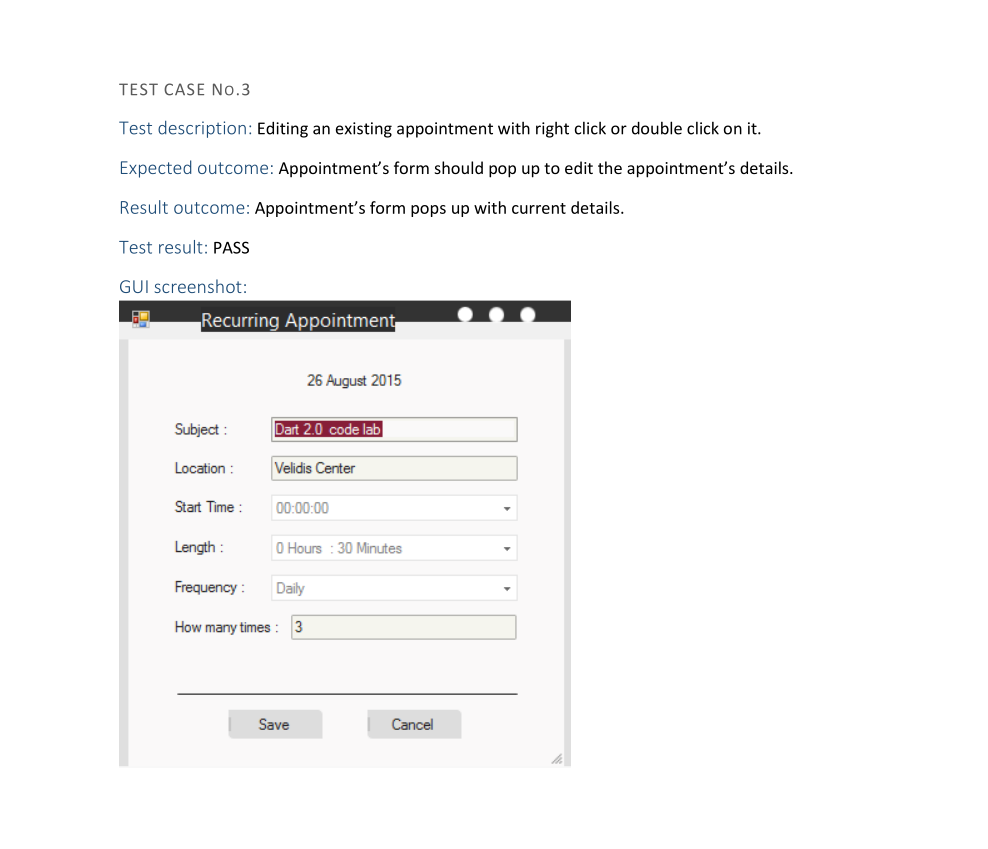 TEST CASE NO.3
Test description: Editing an existing appointment with right click or double click on it.
Expected outcome: Appointment’s form should pop up to edit the appointment’s details.
Result outcome: Appointment’s form pops up with current details.
Test result: PASS
GUI screenshot:
Recurring Appointment
26 August 2015
Subject : Dart 2.0 code lab
Location : Velidis Center
Start Time : 00:00:00
Length : 0 Hours : 30 Minutes
Frequency : Daily
How many times : 3
Save Cancel